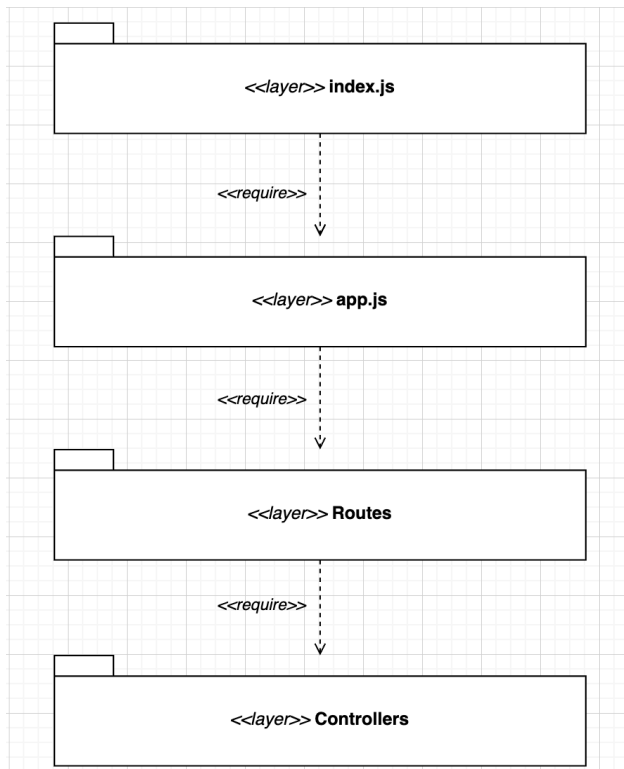 <<layer>> index.js
<<require>>
<<layer>> app.js
<<require>>
<<layer>> Routes
<<require>>
<<layer>> Controllers